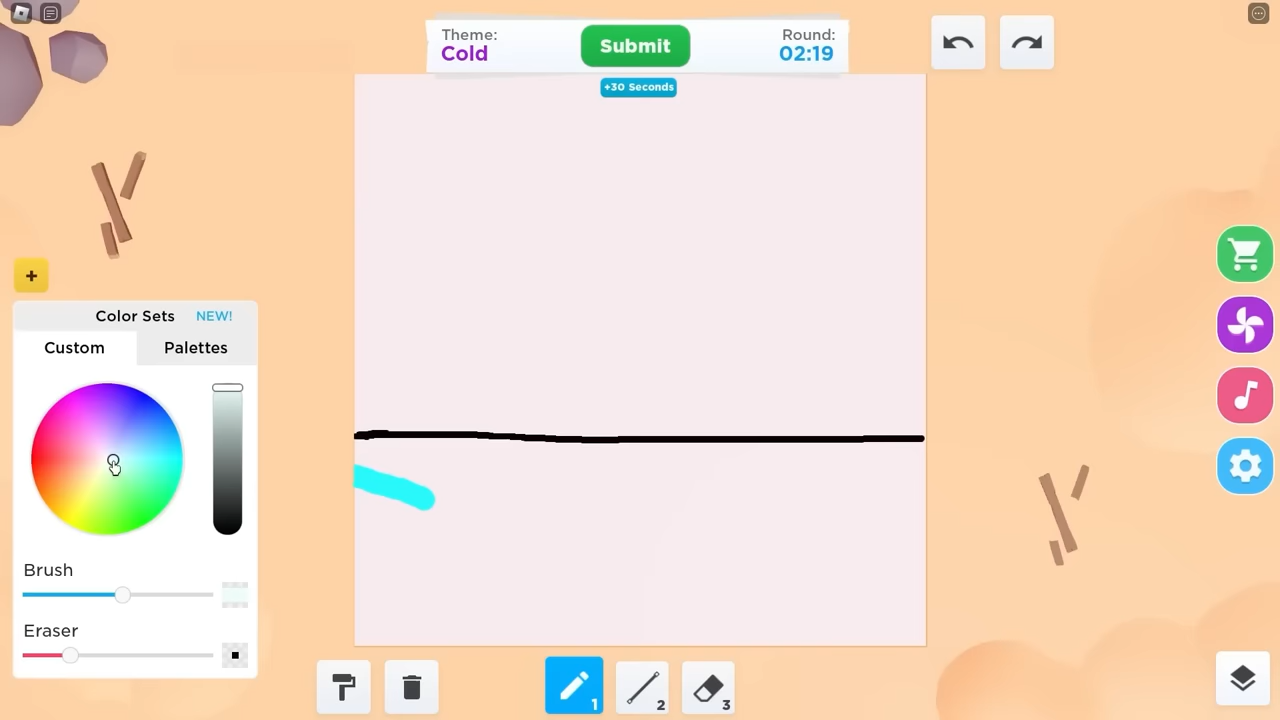 Theme:
Cold
Submit
Round:
02:19
+30 Seconds
+
Color Sets NEW!
Custom Palettes
Brush
Eraser
1
2
3